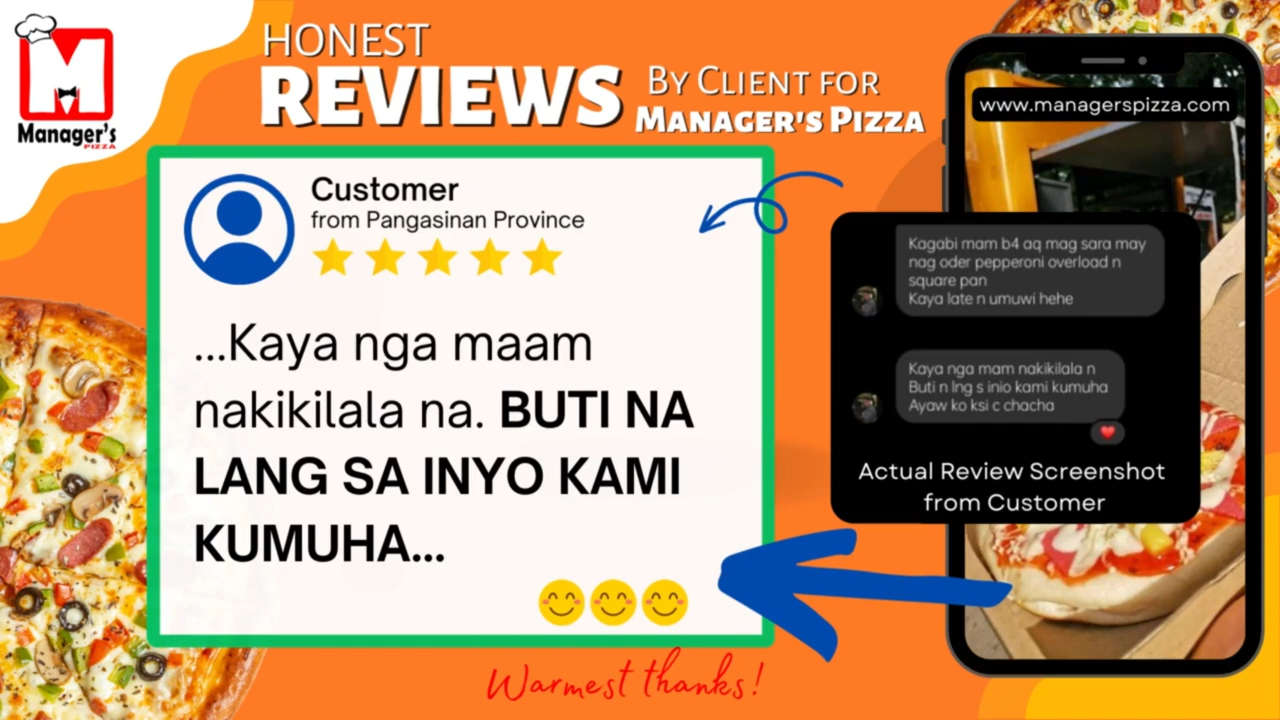 M
Manager's
PIZZA
HONEST
REVIEWS
BY CLIENT FOR
MANAGER'S PIZZA
www.managerspizza.com
Customer
from Pangasinan Province
...Kaya nga maam
nakikilala na. BUTI NA
LANG SA INYO KAMI
KUMUHA...
Kagabi mam b4 aq mag sara may
nag oder pepperoni overload n
square pan
Kaya late n umuwi hehe
Kaya nga mam nakikilala n
Buti n lng s inio kami kumuha
Ayaw ko ksi c chacha
Actual Review Screenshot
from Customer
Warmest thanks!